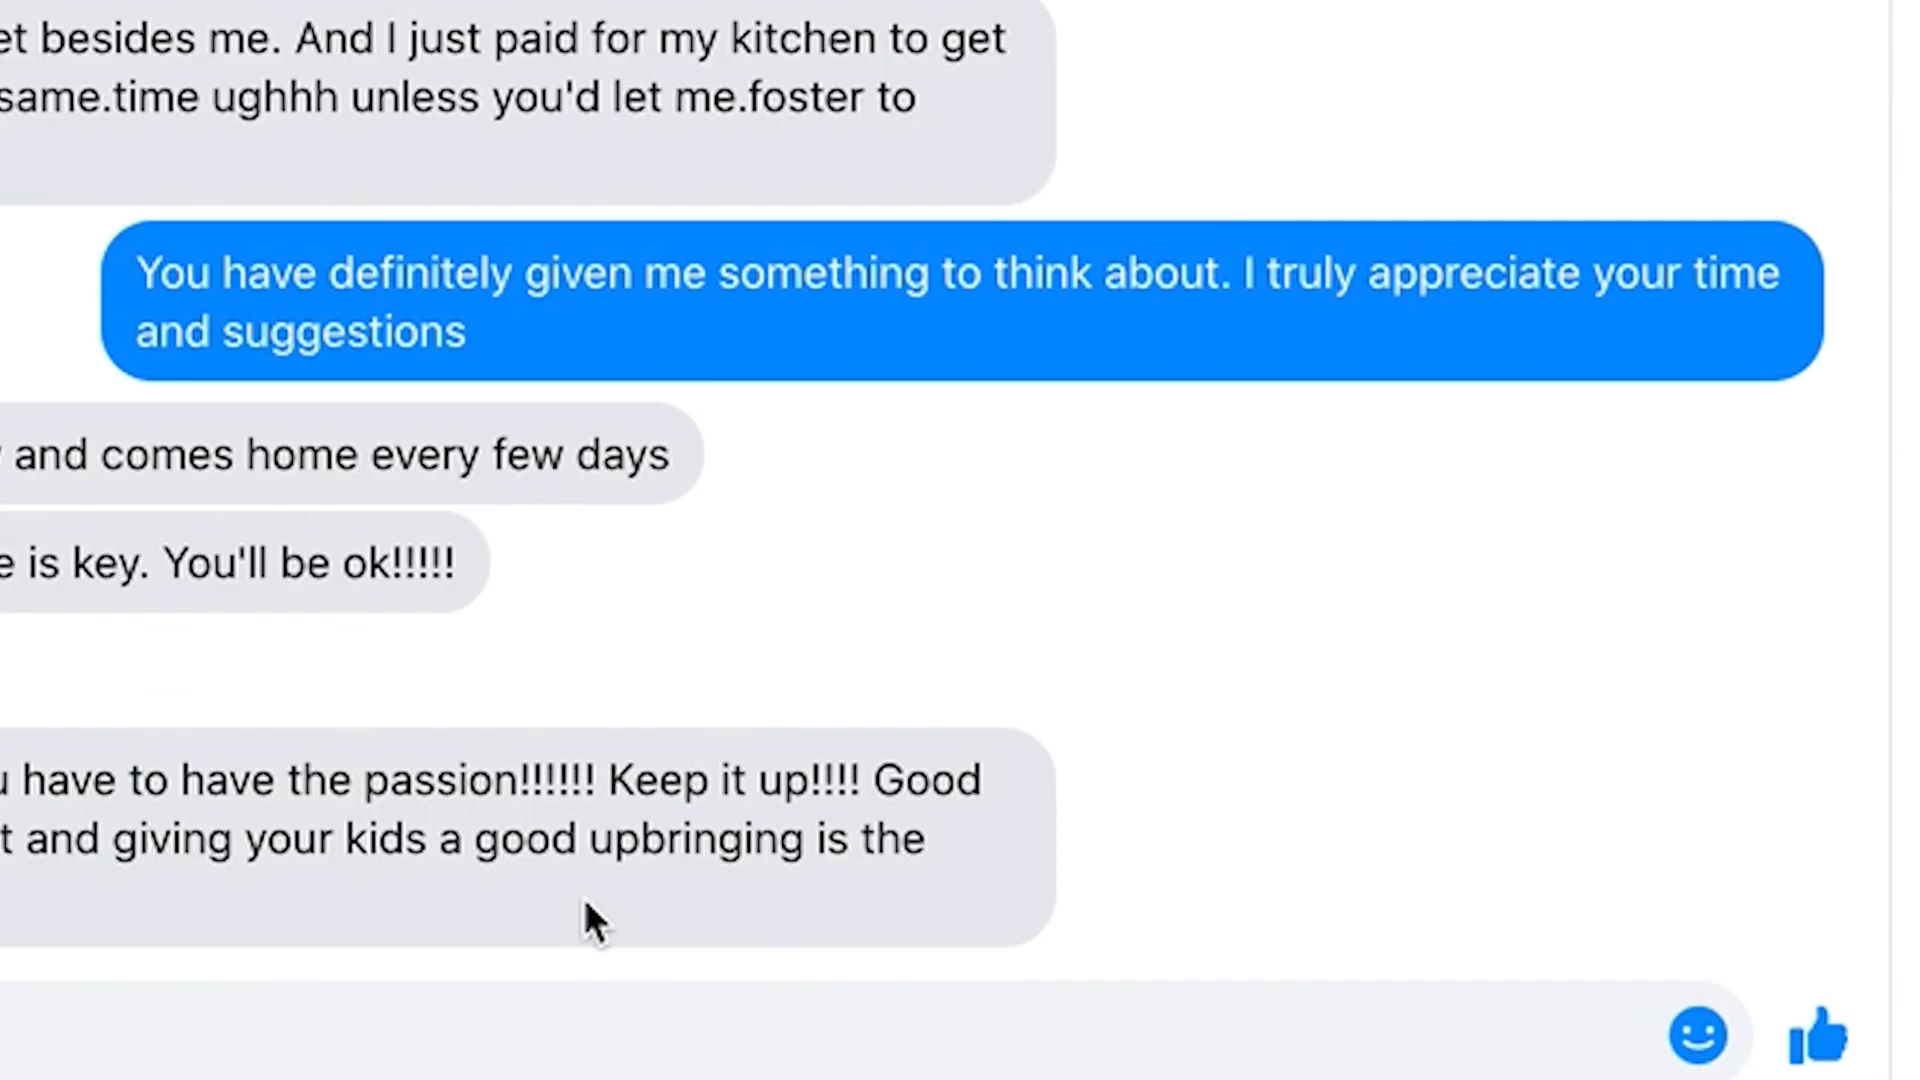 et besides me. And I just paid for my kitchen to get
same.time ughhh unless you'd let me.foster to
You have definitely given me something to think about. I truly appreciate your time
and suggestions
and comes home every few days
e is key. You'll be ok!!!!!
u have to have the passion!!!!!! Keep it up!!!! Good
t and giving your kids a good upbringing is the